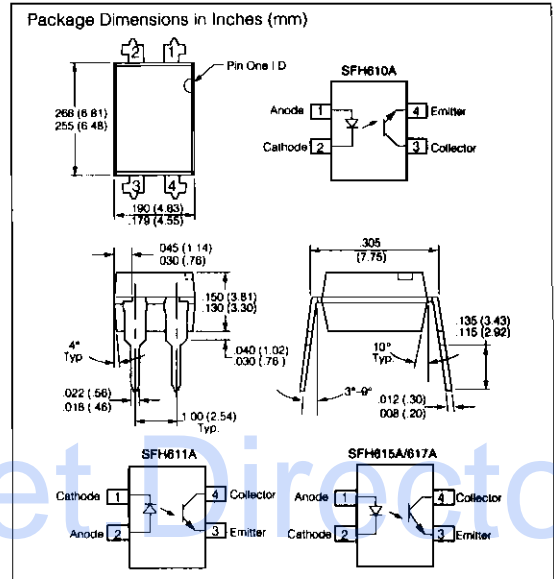 Package Dimensions in Inches (mm)
2 1
Pin One I D
268 (6.81)
255 (6.48)
3 4
.190 (4.83)
.179 (4.55)
SFH610A
Anode 1 4 Emitter
Cathode 2 3 Collector
.045 (1.14)
.030 (.76)
.150 (3.81)
.130 (3.30)
4°
Typ.
.040 (1.02)
.030 (.76)
.022 (.56)
.018 (.46)
1.00 (2.54)
Typ.
.305
(7.75)
.135 (3.43)
.115 (2.92)
10°
Typ.
3°-9°
.012 (.30)
.008 (.20)
SFH611A
Cathode 1 4 Collector
Anode 2 3 Emitter
SFH615A/617A
Anode 1 4 Collector
Cathode 2 3 Emitter
et.Directo